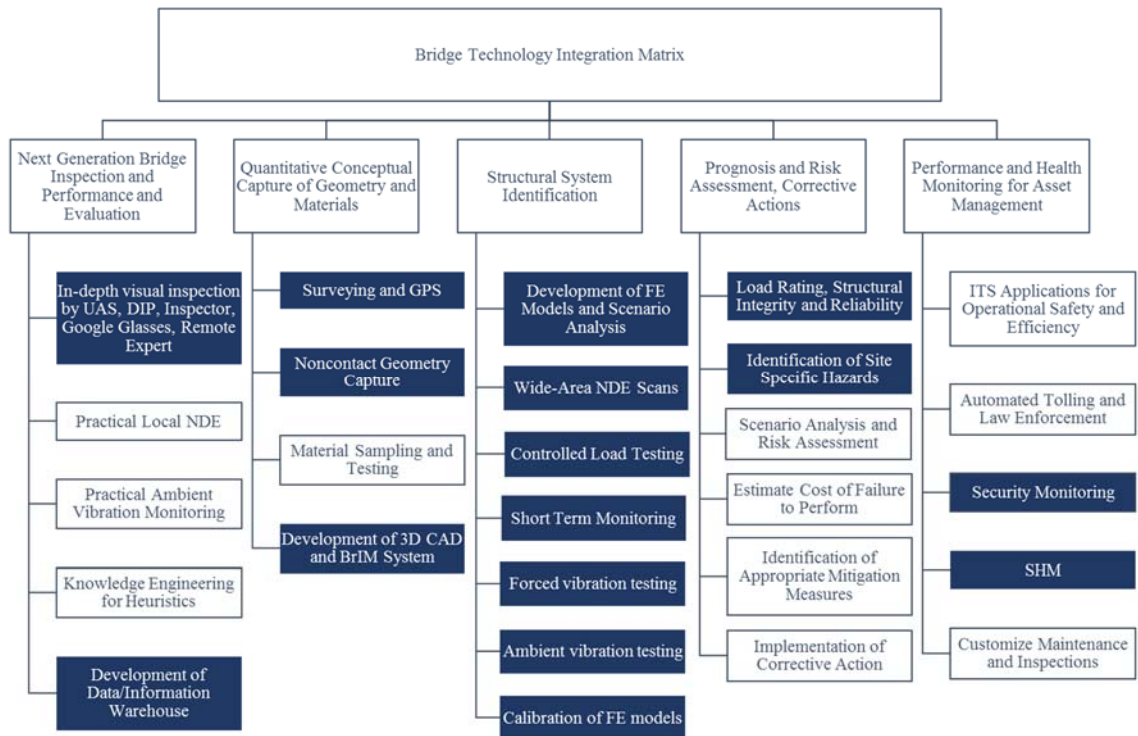 Bridge Technology Integration Matrix
Next Generation Bridge
Inspection and
Performance and
Evaluation
Quantitative Conceptual
Capture of Geometry and
Materials
Structural System
Identification
Prognosis and Risk
Assessment, Corrective
Actions
Performance and Health
Monitoring for Asset
Management
In-depth visual inspection
by UAS, DIP, Inspector,
Google Glasses, Remote
Expert
Practical Local NDE
Practical Ambient
Vibration Monitoring
Knowledge Engineering
for Heuristics
Development of
Data/Information
Warehouse
Surveying and GPS
Noncontact Geometry
Capture
Material Sampling and
Testing
Development of 3D CAD
and BrIM System
Development of FE
Models and Scenario
Analysis
Wide-Area NDE Scans
Controlled Load Testing
Short Term Monitoring
Forced vibration testing
Ambient vibration testing
Calibration of FE models
Load Rating, Structural
Integrity and Reliability
Identification of Site
Specific Hazards
Scenario Analysis and
Risk Assessment
Estimate Cost of Failure
to Perform
Identification of
Appropriate Mitigation
Measures
Implementation of
Corrective Action
ITS Applications for
Operational Safety and
Efficiency
Automated Tolling and
Law Enforcement
Security Monitoring
SHM
Customize Maintenance
and Inspections